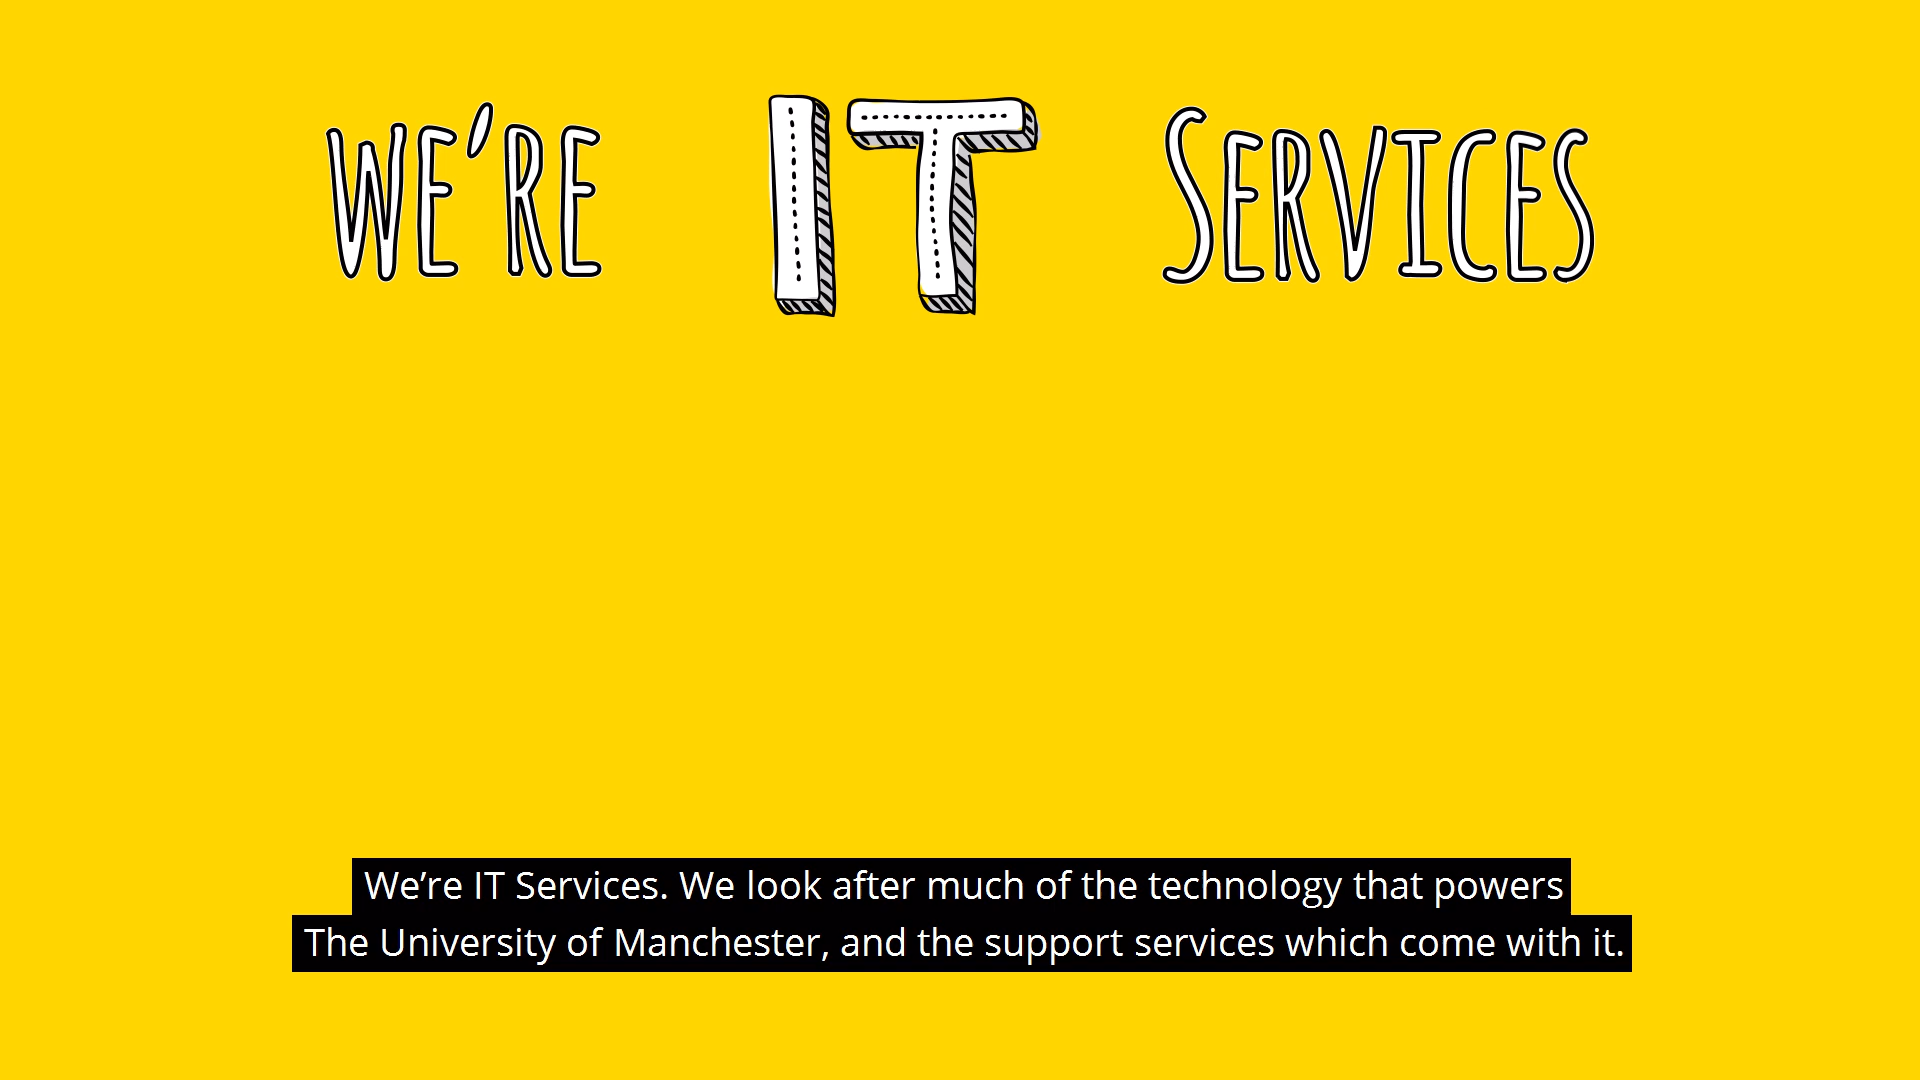 WE'RE IT SERVICES
We’re IT Services. We look after much of the technology that powers
The University of Manchester, and the support services which come with it.